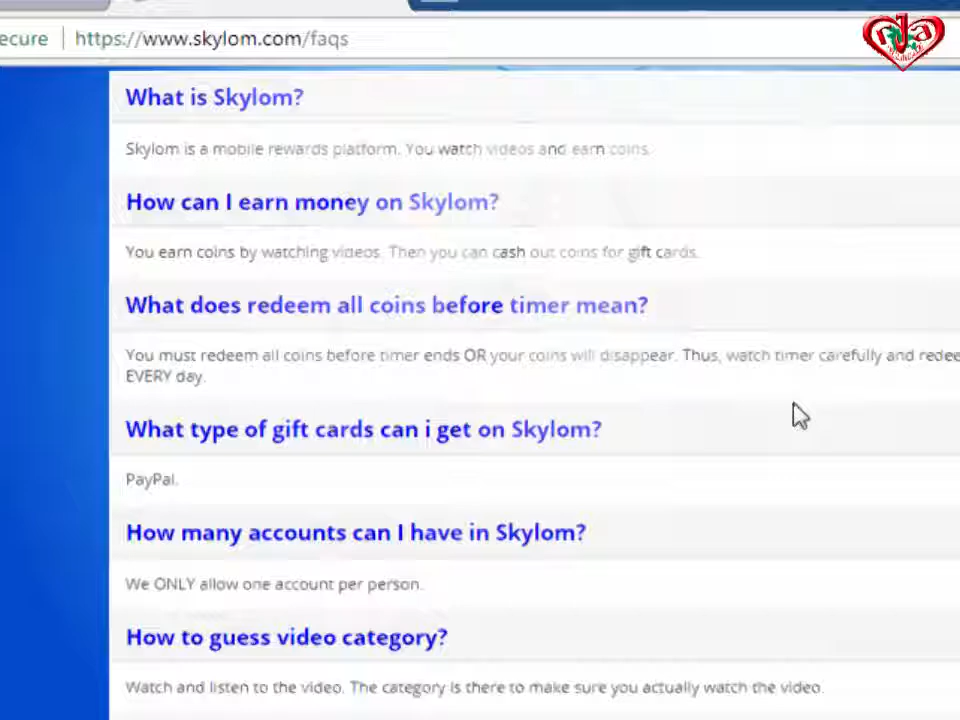 ecure https://www.skylom.com/faqs
What is Skylom?
Skylom is a mobile rewards platform. You watch videos and earn coins.
How can I earn money on Skylom?
You earn coins by watching videos. Then you can cash out coins for gift cards.
What does redeem all coins before timer mean?
You must redeem all coins before timer ends OR your coins will disappear. Thus, watch timer carefully and redee
EVERY day.
What type of gift cards can i get on Skylom?
PayPal.
How many accounts can I have in Skylom?
We ONLY allow one account per person.
How to guess video category?
Watch and listen to the video. The category is there to make sure you actually watch the video.